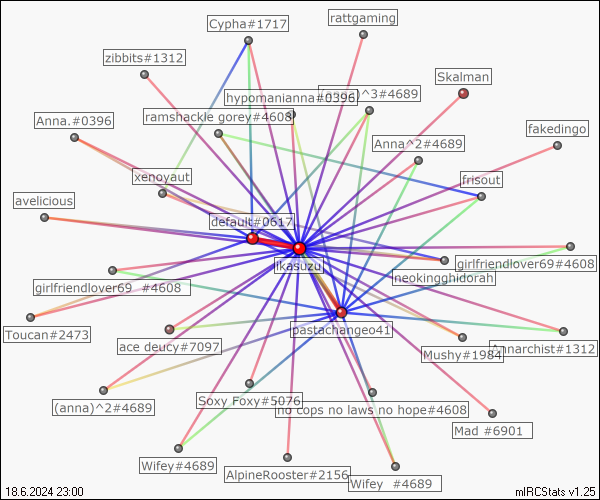 rattgaming
Cypha#1717
zibbits#1312
Skalman
hypomanianna#0396
)^3#4689
ramshackle gorey#4608
Anna.#0396
fakedingo
Anna^2#4689
xenoyaut
frisout
avelicious
default#0617
ikasuzu
girlfriendlover69#4608
neokingghidorah
girlfriendlover69_#4608
Toucan#2473
pastachangeo41
ace deucy#7097
Mushy#1984
Annarchist#1312
(anna)^2#4689
Soxy Foxy#5076
no cops no laws no hope#4608
Mad_#6901
Wifey#4689
AlpineRooster#2156
Wifey_#4689
18.6.2024 23:00
mIRCStats v1.25